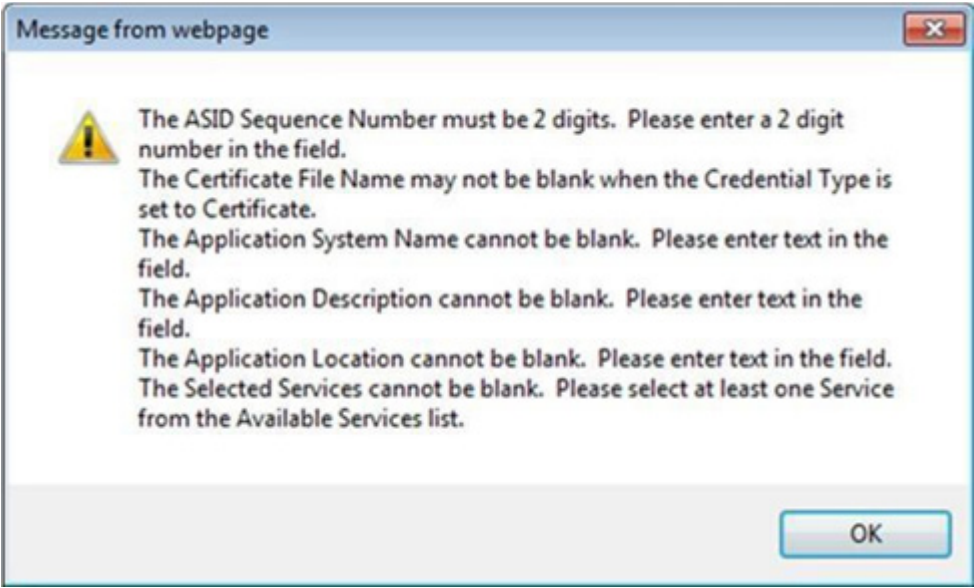 Message from webpage
The ASID Sequence Number must be 2 digits.  Please enter a 2 digit
number in the field.
The Certificate File Name may not be blank when the Credential Type is
set to Certificate.
The Application System Name cannot be blank.  Please enter text in the
field.
The Application Description cannot be blank.  Please enter text in the
field.
The Application Location cannot be blank.  Please enter text in the field.
The Selected Services cannot be blank.  Please select at least one Service
from the Available Services list.
OK